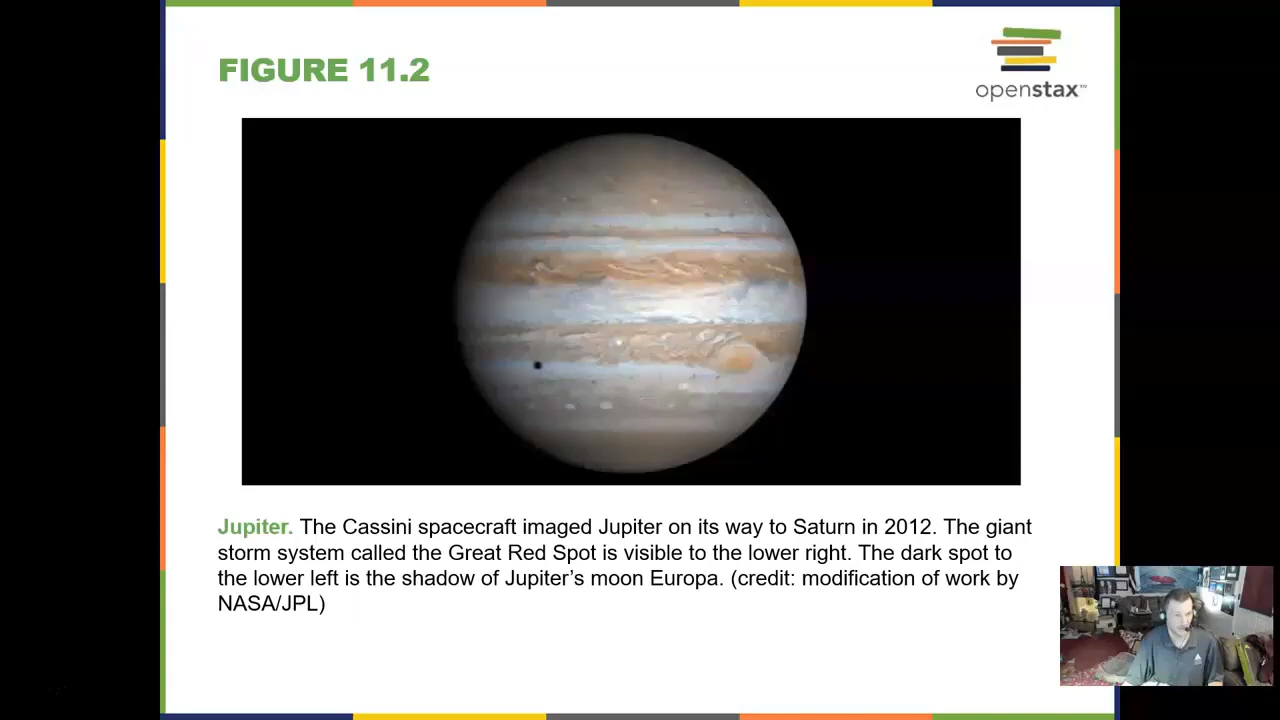 FIGURE 11.2
openstax™
Jupiter. The Cassini spacecraft imaged Jupiter on its way to Saturn in 2012. The giant
storm system called the Great Red Spot is visible to the lower right. The dark spot to
the lower left is the shadow of Jupiter’s moon Europa. (credit: modification of work by
NASA/JPL)